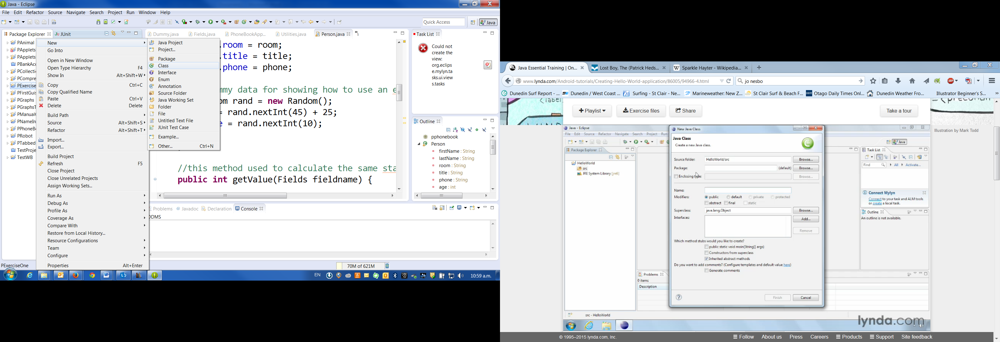 Java - Eclipse
File Edit Refactor Source Navigate Search Project Run Window Help
Quick Access
Java
Package Explorer
JUnit
PAnimal
PApplets
PApplets
PBankAcc
PCollecti
PCompre
PExercise
PFirstGuis
PGraphs
PGraphsT
PManualC
PNameIn
PPhoneBo
PRobot
PTabbed
TestProje
TestWB
PExerciseOne
New
Go Into
Open in New Window
Open Type Hierarchy F4
Show In Alt+Shift+W
Copy Ctrl+C
Copy Qualified Name
Paste Ctrl+V
Delete Delete
Build Path
Source Alt+Shift+S
Refactor Alt+Shift+T
Import...
Export...
Build Project
Refresh F5
Close Project
Close Unrelated Projects
Assign Working Sets...
Run As
Debug As
Profile As
Coverage As
Compare With
Restore from Local History...
Resource Configurations
Team
Configure
Properties Alt+Enter
Java Project
Project...
Package
Class
Interface
Enum
Annotation
Source Folder
Java Working Set
Folder
File
Untitled Text File
JUnit Test Case
Example...
Other... Ctrl+N
Dummy.java Fields.java PhoneBookApp... Utilities.java Person.java »1
.room = room;
.title = title;
.phone = phone;
mmy data for showing how to use an e
om rand = new Random();
= rand.nextInt(45) + 25;
e = rand.nextInt(10);
//this method used to calculate the same sta
public int getValue(Fields fieldname) {
Task List
Could not
create the
view:
org.eclips
e.mylyn.ta
sks.ui.view
s.tasks
Outline
pphonebook
Person
firstName : String
lastName : String
room : String
title : String
phone : String
age : int
Problems @ Javadoc Declaration Console
DDMS
70M of 621M
EN
10:59 a.m.
Java Essential Training | On... Lost Boy, The (Patrick Heds... Sparkle Hayter - Wikipedia...
www.lynda.com/Android-tutorials/Creating-Hello-World-application/86005/94966-4.html
jo nesbo
Dunedin Surf Report - ... Dunedin / West Coast ... Surfing - St Clair - Ne... Marineweather: New Z... St Clair Surf & Beach F... Otago Daily Times Onl... Dunedin Weather Fro... Illustrator Beginner's S...
<label
Playlist Exercise files Share Take a tour
Illustration by Mark Todd
Java - Eclipse
File Edit Source Refactor Navigate Search Project Run
Java
Package Explorer
HelloWorld
src
JRE System Library [jre6]
New Java Class
Java Class
Create a new Java class.
Source folder: HelloWorld/src Browse...
Package: (default) Browse...
Enclosing type: Browse...
Name:
Modifiers: public default private protected
abstract final static
Superclass: java.lang.Object Browse...
Interfaces: Add...
Remove
Which method stubs would you like to create?
public static void main(String[] args)
Constructors from superclass
Inherited abstract methods
Do you want to add comments? (Configure templates and default value here)
Generate comments
Finish Cancel
Task List
Find All Activate...
Connect Mylyn
Connect to your task and ALM tools
or create a local task.
Outline
An outline is not available.
Problems
0 items
Description
src - HelloWorld
lynda.com
© 1995–2015 lynda.com, Inc.
Follow About us Press Careers Products Support Site feedback